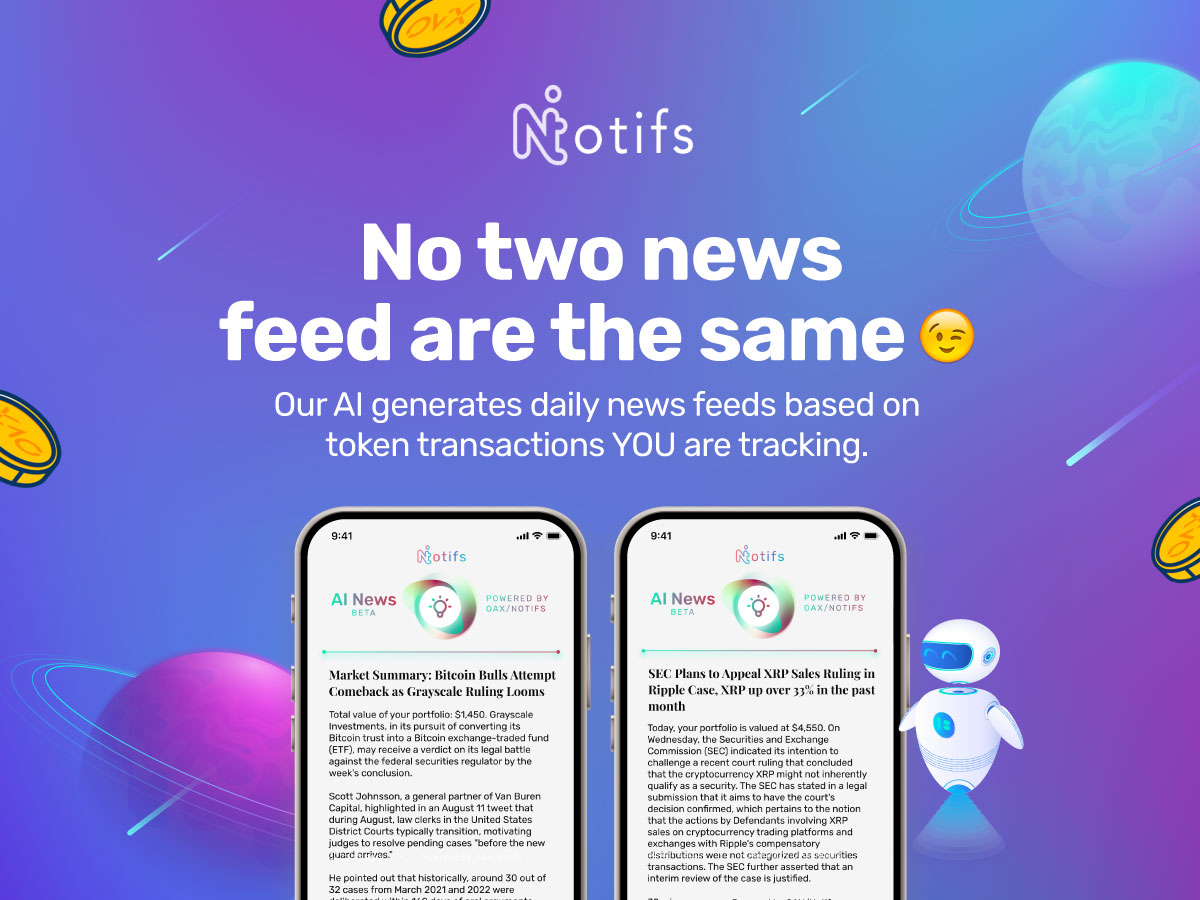 OAX
Notifs
No two news
feed are the same 😉
Our AI generates daily news feeds based on
token transactions YOU are tracking.
9:41
Notifs
AI News
BETA
POWERED BY
OAX/NOTIFS
Market Summary: Bitcoin Bulls Attempt
Comeback as Grayscale Ruling Looms
Total value of your portfolio: $1,450. Grayscale
Investments, in its pursuit of converting its
Bitcoin trust into a Bitcoin exchange-traded fund
(ETF), may receive a verdict on its legal battle
against the federal securities regulator by the
week's conclusion.
Scott Johnsson, a general partner of Van Buren
Capital, highlighted in an August 11 tweet that
during August, law clerks in the United States
District Courts typically transition, motivating
judges to resolve pending cases "before the new
guard arrives."
He pointed out that historically, around 30 out of
32 cases from March 2021 and 2022 were
9:41
Notifs
AI News
BETA
POWERED BY
OAX/NOTIFS
SEC Plans to Appeal XRP Sales Ruling in
Ripple Case, XRP up over 33% in the past
month
Today, your portfolio is valued at $4,550. On
Wednesday, the Securities and Exchange
Commission (SEC) indicated its intention to
challenge a recent court ruling that concluded
that the cryptocurrency XRP might not inherently
qualify as a security. The SEC has stated in a legal
submission that it aims to have the court's
decision confirmed, which pertains to the notion
that the actions by Defendants involving XRP
sales on cryptocurrency trading platforms and
exchanges with Ripple's compensatory
distributions were not categorized as securities
transactions. The SEC further asserted that an
interim review of the case is justified.